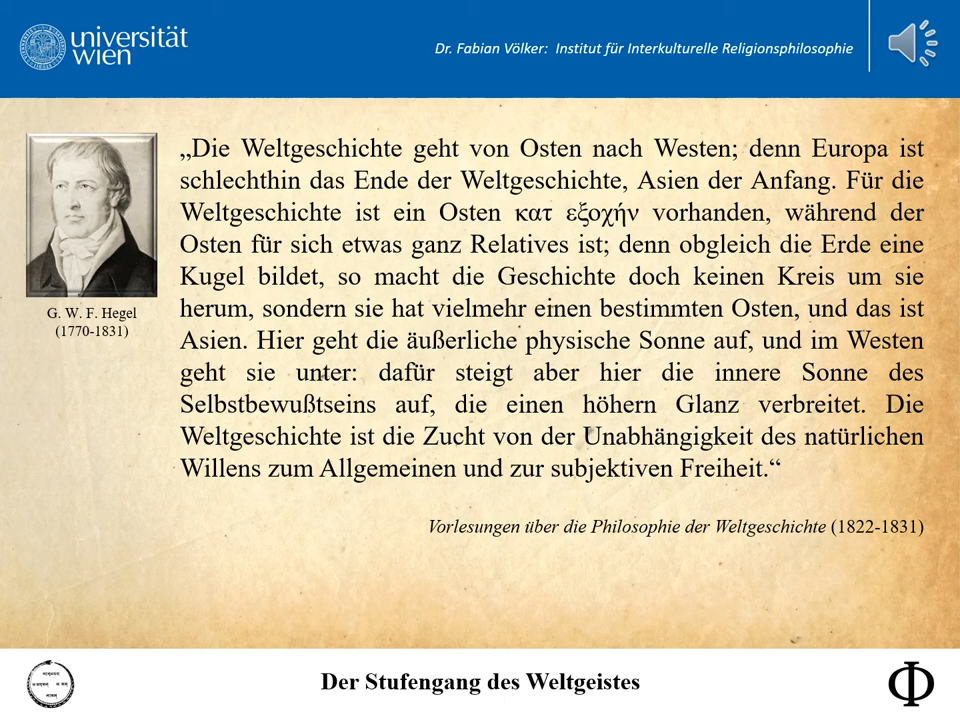 universität
wien
Dr. Fabian Völker: Institut für Interkulturelle Religionsphilosophie
„Die Weltgeschichte geht von Osten nach Westen; denn Europa ist
schlechthin das Ende der Weltgeschichte, Asien der Anfang. Für die
Weltgeschichte ist ein Osten κατ εξοχήν vorhanden, während der
Osten für sich etwas ganz Relatives ist; denn obgleich die Erde eine
Kugel bildet, so macht die Geschichte doch keinen Kreis um sie
herum, sondern sie hat vielmehr einen bestimmten Osten, und das ist
Asien. Hier geht die äußerliche physische Sonne auf, und im Westen
geht sie unter: dafür steigt aber hier die innere Sonne des
Selbstbewußtseins auf, die einen höhern Glanz verbreitet. Die
Weltgeschichte ist die Zucht von der Unabhängigkeit des natürlichen
Willens zum Allgemeinen und zur subjektiven Freiheit.“
G. W. F. Hegel
(1770-1831)
Vorlesungen über die Philosophie der Weltgeschichte (1822-1831)
Der Stufengang des Weltgeistes
Φ